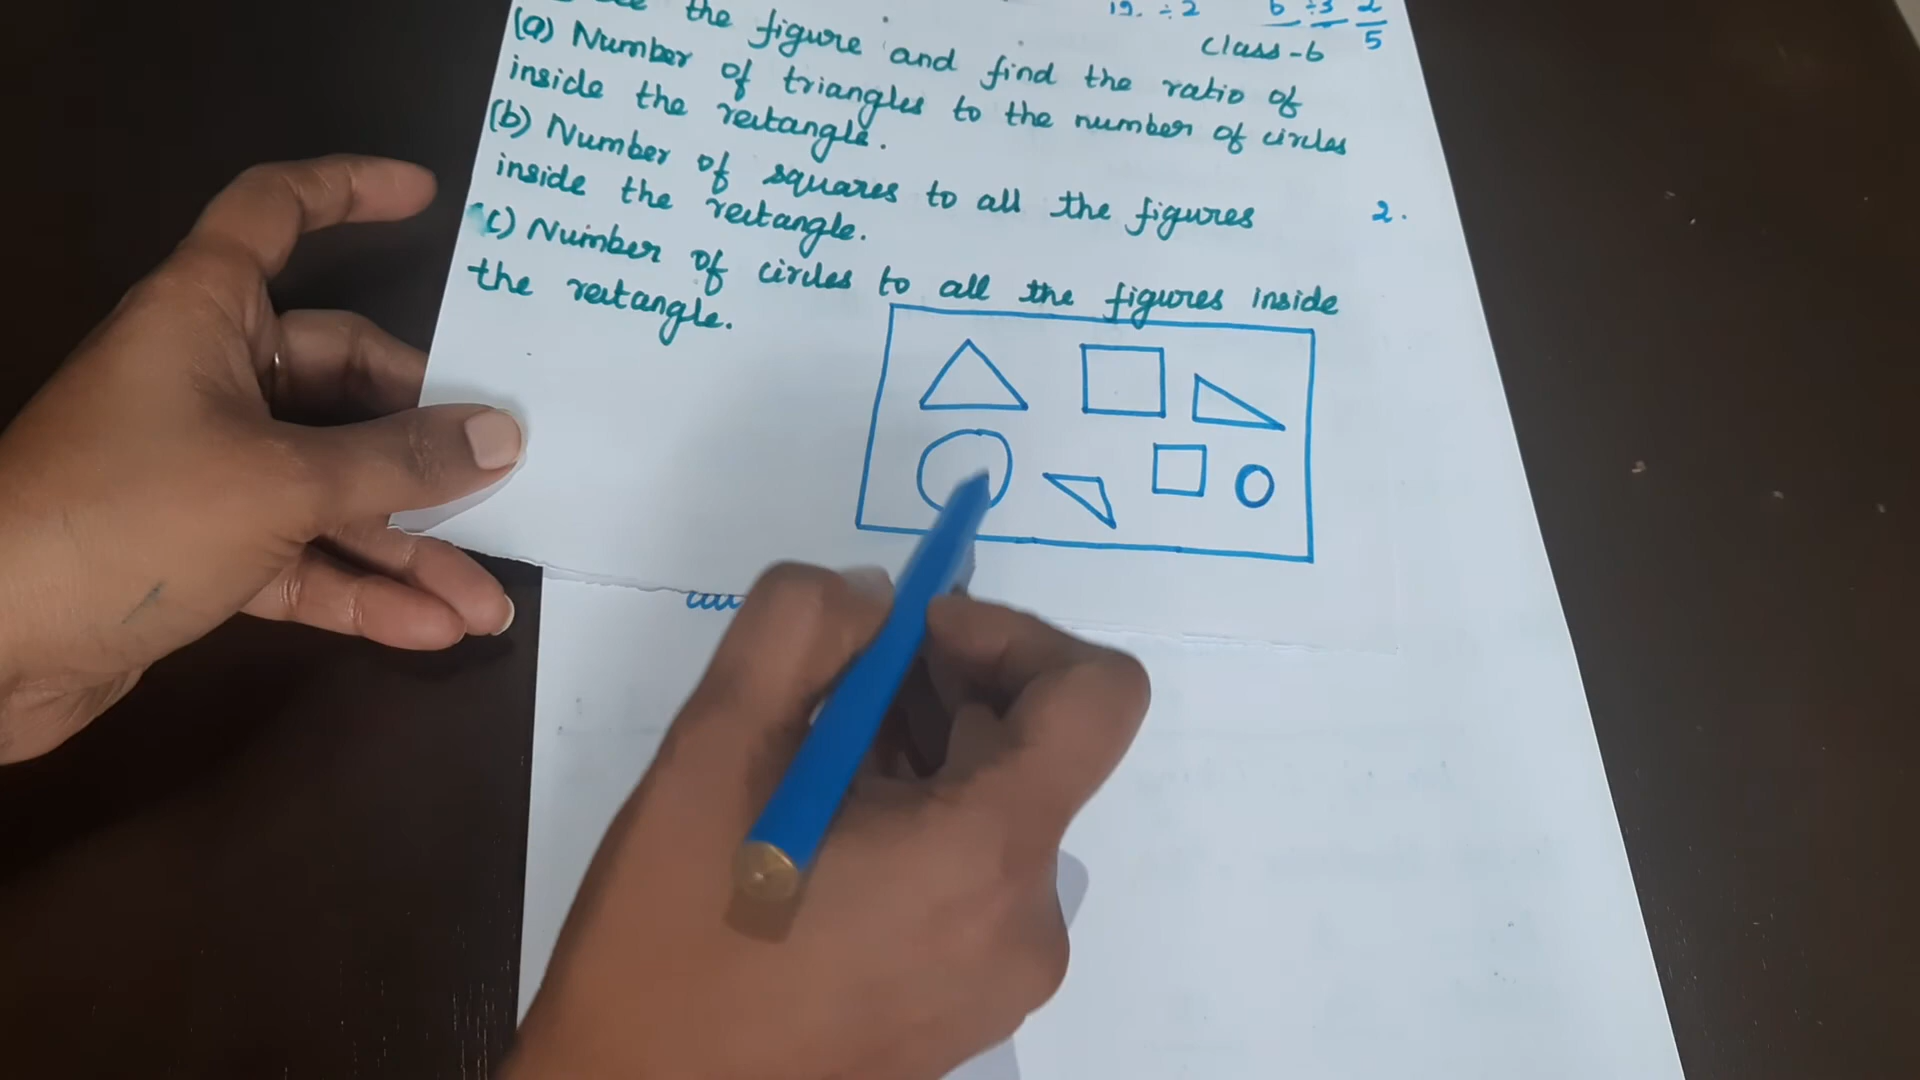 19. ÷2 6 ÷3 2
5
class-6
the figure and find the ratio of
(a) Number of triangles to the number of circles
inside the rectangle.
(b) Number of squares to all the figures
inside the rectangle.
(c) Number of circles to all the figures inside
the rectangle.
2.